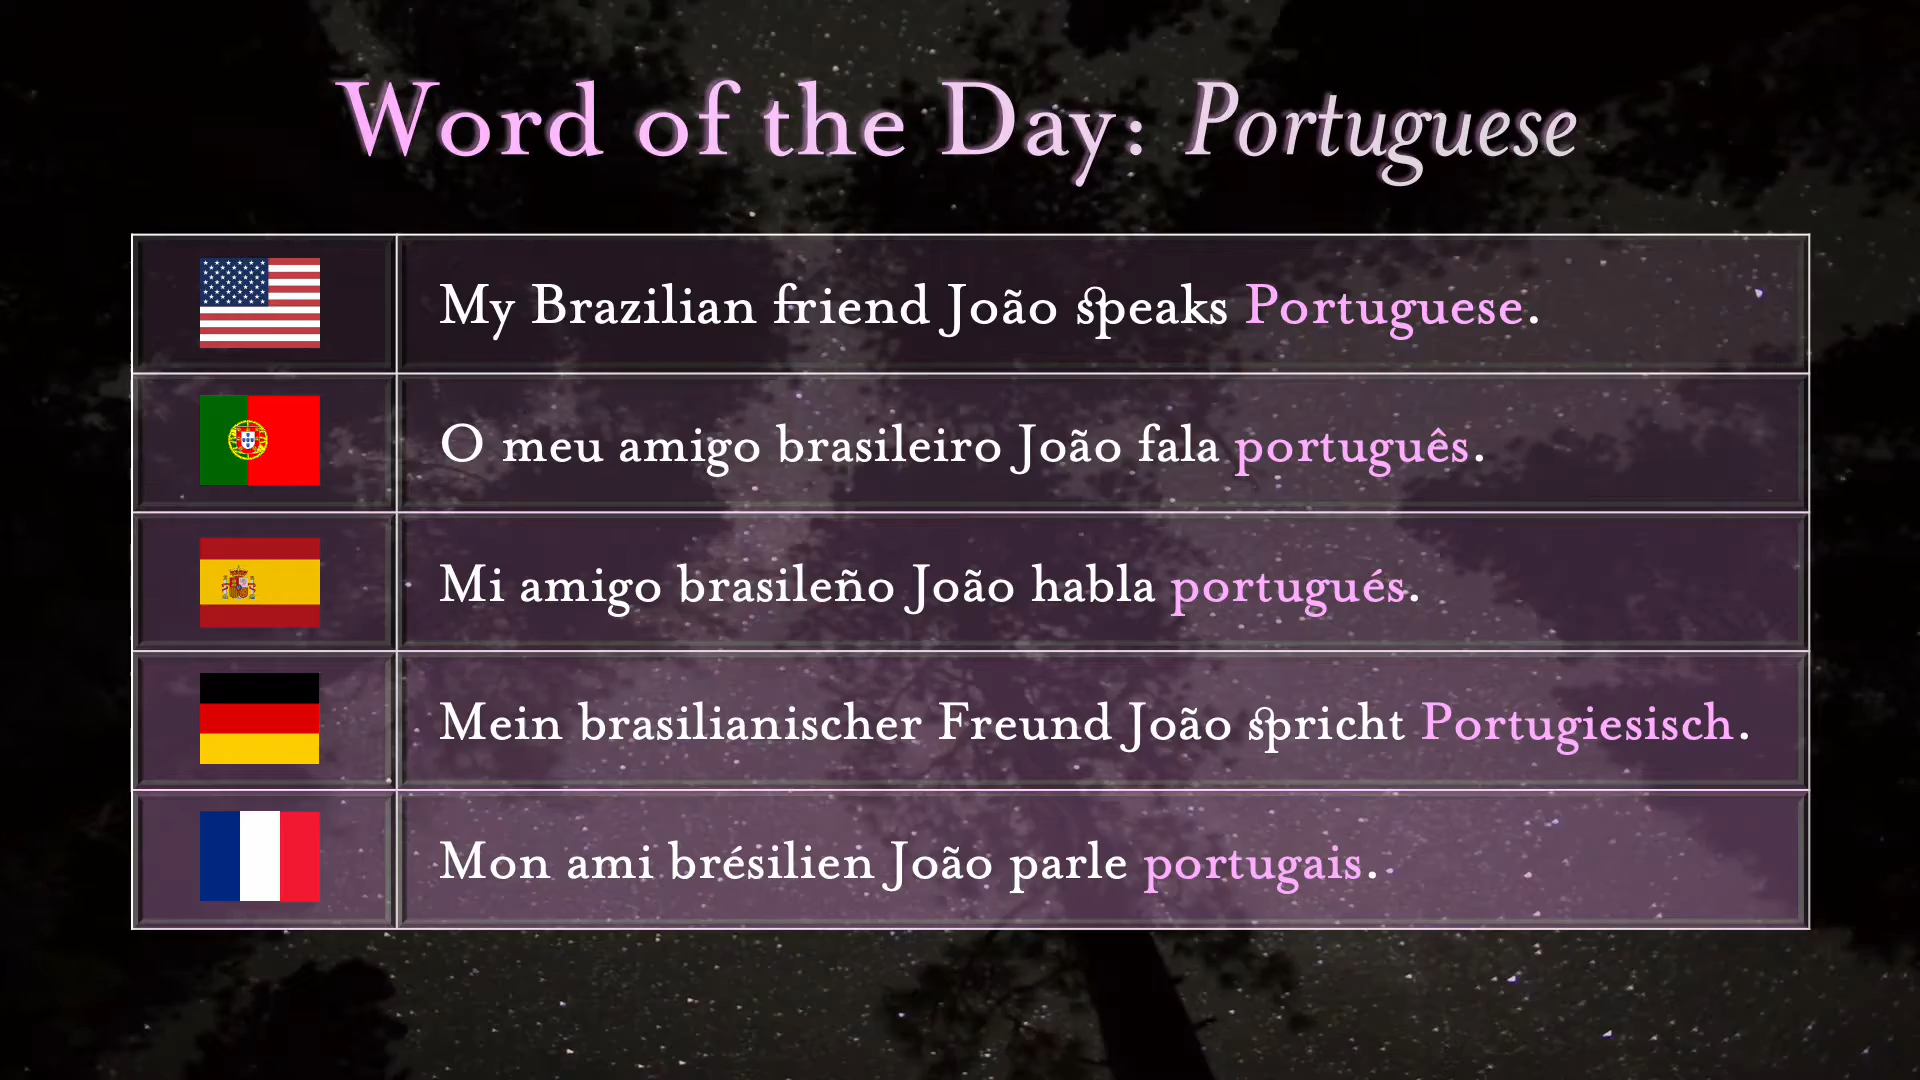 Word of the Day: Portuguese
My Brazilian friend João speaks Portuguese.
O meu amigo brasileiro João fala português.
Mi amigo brasileño João habla portugués.
Mein brasilianischer Freund João spricht Portugiesisch.
Mon ami brésilien João parle portugais.